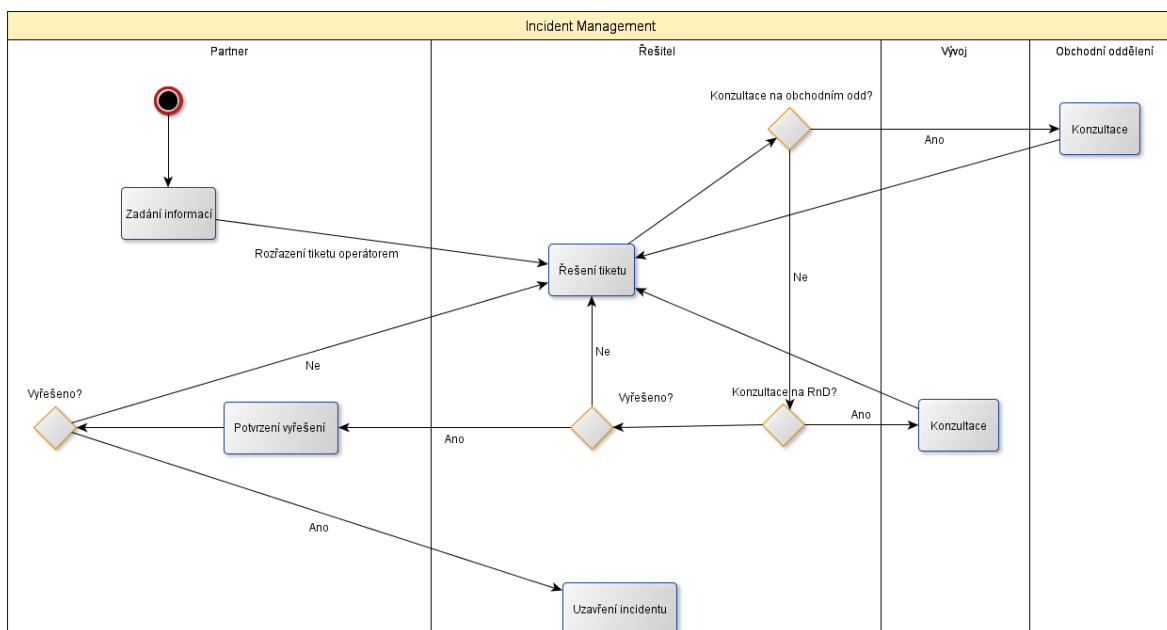 Incident Management
Partner
Řešitel
Vývoj
Obchodní oddělení
Konzultace na obchodním odd?
Konzultace
Ano
Zadání informací
Rozřazení tiketu operátorem
Řešení tiketu
Ne
Ne
Ne
Vyřešeno?
Potvrzení vyřešení
Vyřešeno?
Konzultace na RnD?
Ano
Konzultace
Ano
Ano
Uzavření incidentu